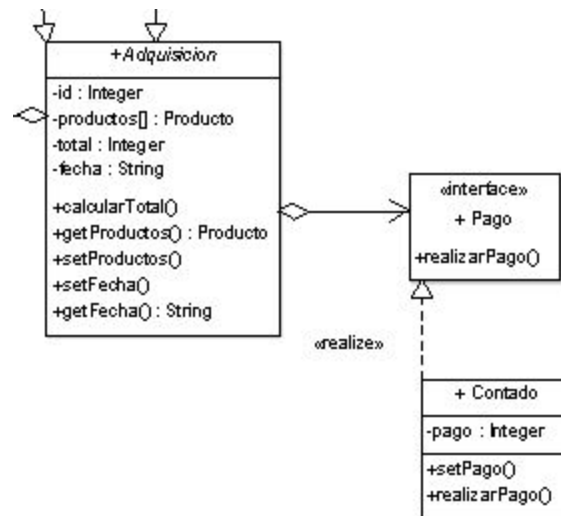 +Adquisicion
-id : Integer
-productos[] : Producto
-total : Integer
-fecha : String
+calcularTotal()
+getProductos() : Producto
+setProductos()
+setFecha()
+getFecha() : String
«interface»
+ Pago
+realizarPago()
«realize»
+ Contado
-pago : Integer
+setPago()
+realizarPago()